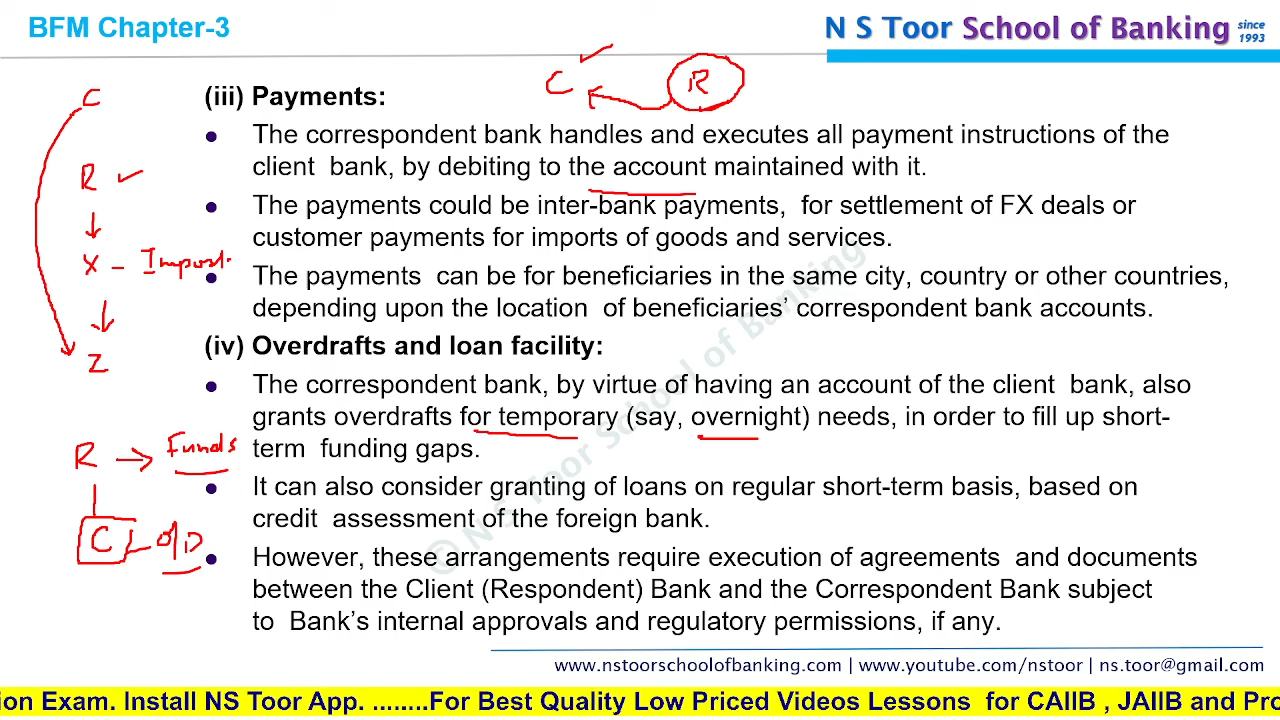 BFM Chapter-3
N S Toor School of Banking since 1993
C
R
(iii) Payments:
● The correspondent bank handles and executes all payment instructions of the
client bank, by debiting to the account maintained with it.
● The payments could be inter-bank payments, for settlement of FX deals or
customer payments for imports of goods and services.
● The payments can be for beneficiaries in the same city, country or other countries,
depending upon the location of beneficiaries' correspondent bank accounts.
(iv) Overdrafts and loan facility:
● The correspondent bank, by virtue of having an account of the client bank, also
grants overdrafts for temporary (say, overnight) needs, in order to fill up short-
term funding gaps.
● It can also consider granting of loans on regular short-term basis, based on
credit assessment of the foreign bank.
● However, these arrangements require execution of agreements and documents
between the Client (Respondent) Bank and the Correspondent Bank subject
to Bank's internal approvals and regulatory permissions, if any.
C
R
X - Import.
Z
R → Funds
C O/D
© N S Toor School of Banking
www.nstoorschoolofbanking.com | www.youtube.com/nstoor | ns.toor@gmail.com
ion Exam. Install NS Toor App. ........For Best Quality Low Priced Videos Lessons for CAIIB , JAIIB and Pro